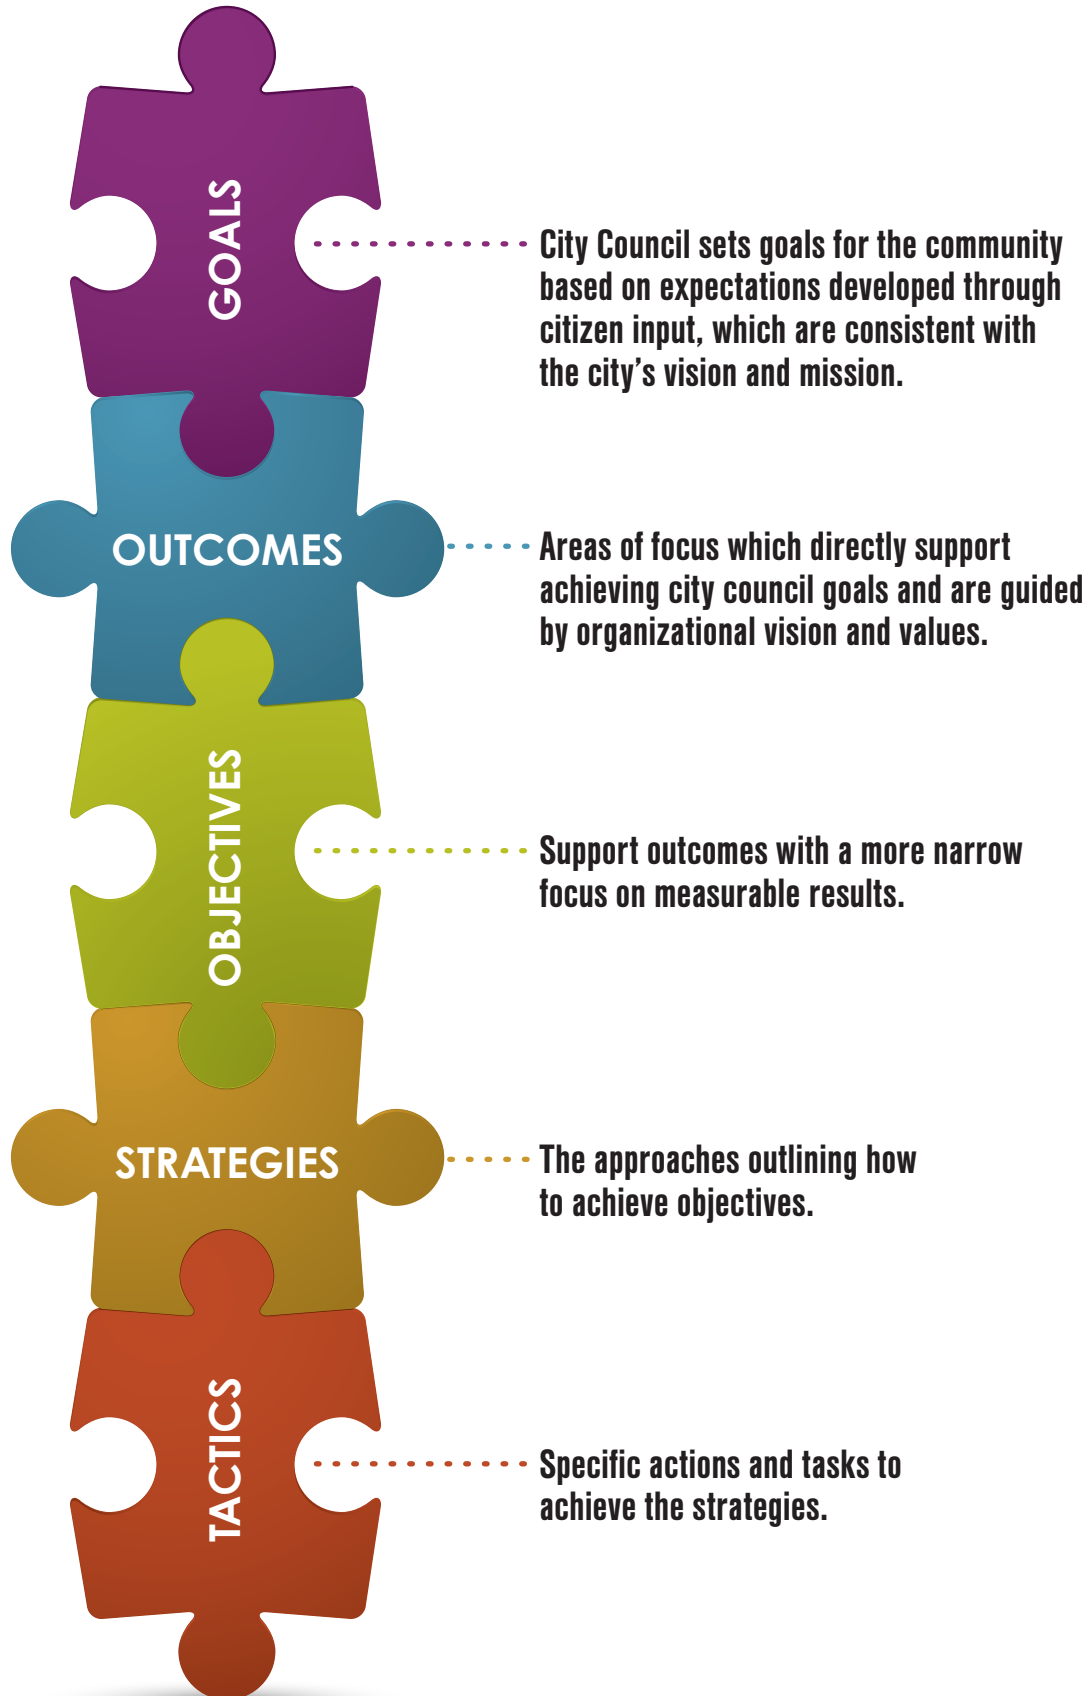 GOALS
City Council sets goals for the community
based on expectations developed through
citizen input, which are consistent with
the city’s vision and mission.
OUTCOMES
Areas of focus which directly support
achieving city council goals and are guided
by organizational vision and values.
OBJECTIVES
Support outcomes with a more narrow
focus on measurable results.
STRATEGIES
The approaches outlining how
to achieve objectives.
TACTICS
Specific actions and tasks to
achieve the strategies.